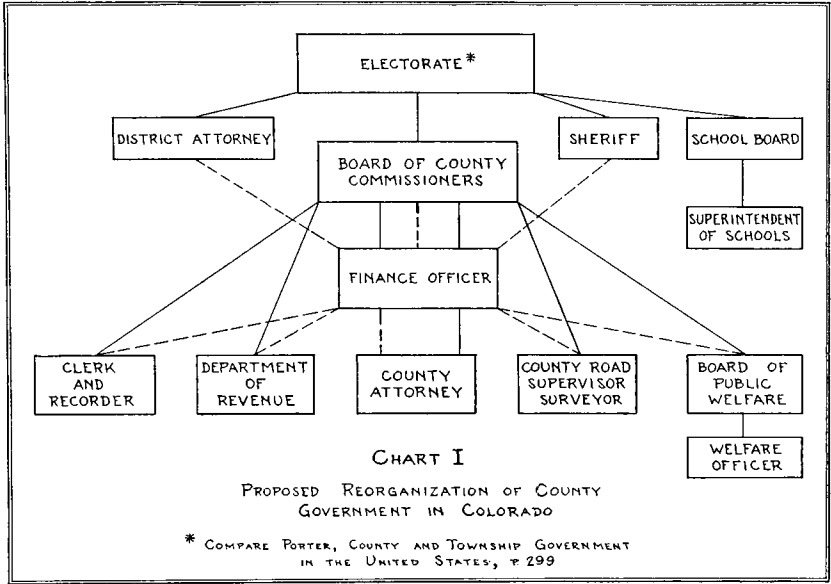 ELECTORATE*
DISTRICT ATTORNEY
SHERIFF
SCHOOL BOARD
BOARD OF COUNTY
COMMISSIONERS
SUPERINTENDENT
OF SCHOOLS
FINANCE OFFICER
CLERK
AND
RECORDER
DEPARTMENT
OF
REVENUE
COUNTY
ATTORNEY
COUNTY ROAD
SUPERVISOR
SURVEYOR
BOARD OF
PUBLIC
WELFARE
WELFARE
OFFICER
CHART I
PROPOSED REORGANIZATION OF COUNTY
GOVERNMENT IN COLORADO
* COMPARE PORTER, COUNTY AND TOWNSHIP GOVERNMENT
IN THE UNITED STATES, P. 299